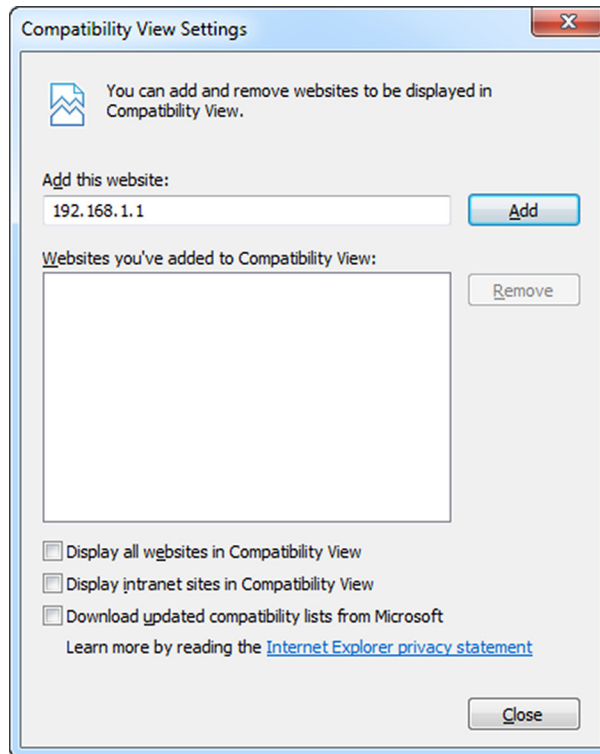 Compatibility View Settings
You can add and remove websites to be displayed in
Compatibility View.
Add this website:
192.168.1.1
Add
Websites you've added to Compatibility View:
Remove
Display all websites in Compatibility View
Display intranet sites in Compatibility View
Download updated compatibility lists from Microsoft
Learn more by reading the Internet Explorer privacy statement
Close